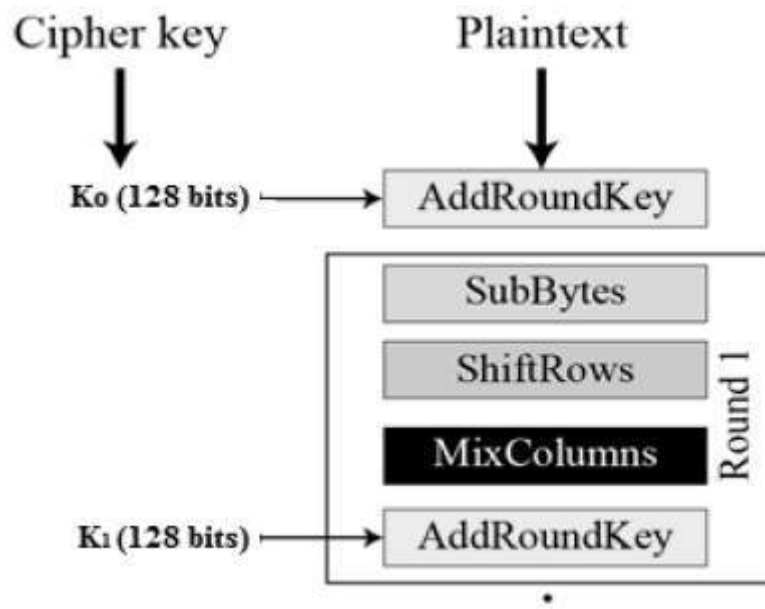 Cipher key
Plaintext
K0 (128 bits)
AddRoundKey
SubBytes
ShiftRows
MixColumns
Round 1
K1 (128 bits)
AddRoundKey